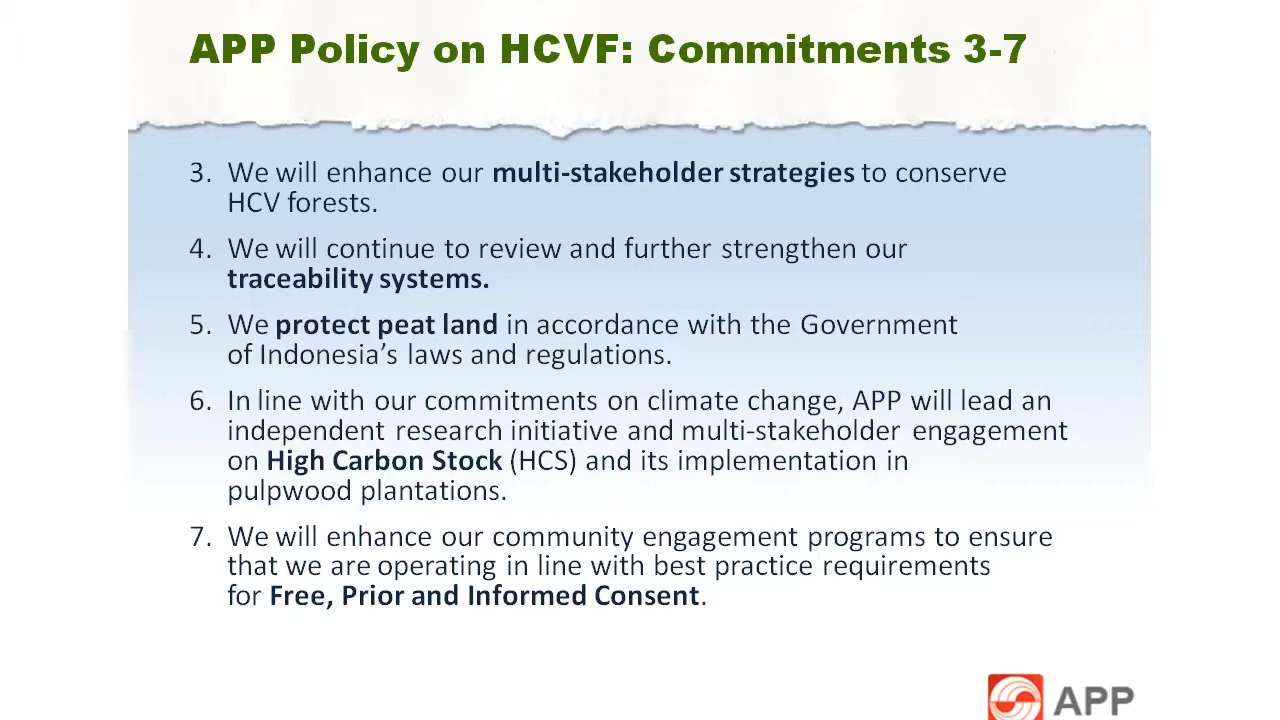 APP Policy on HCVF: Commitments 3-7
3. We will enhance our multi-stakeholder strategies to conserve
HCV forests.
4. We will continue to review and further strengthen our
traceability systems.
5. We protect peat land in accordance with the Government
of Indonesia’s laws and regulations.
6. In line with our commitments on climate change, APP will lead an
independent research initiative and multi-stakeholder engagement
on High Carbon Stock (HCS) and its implementation in
pulpwood plantations.
7. We will enhance our community engagement programs to ensure
that we are operating in line with best practice requirements
for Free, Prior and Informed Consent.
APP